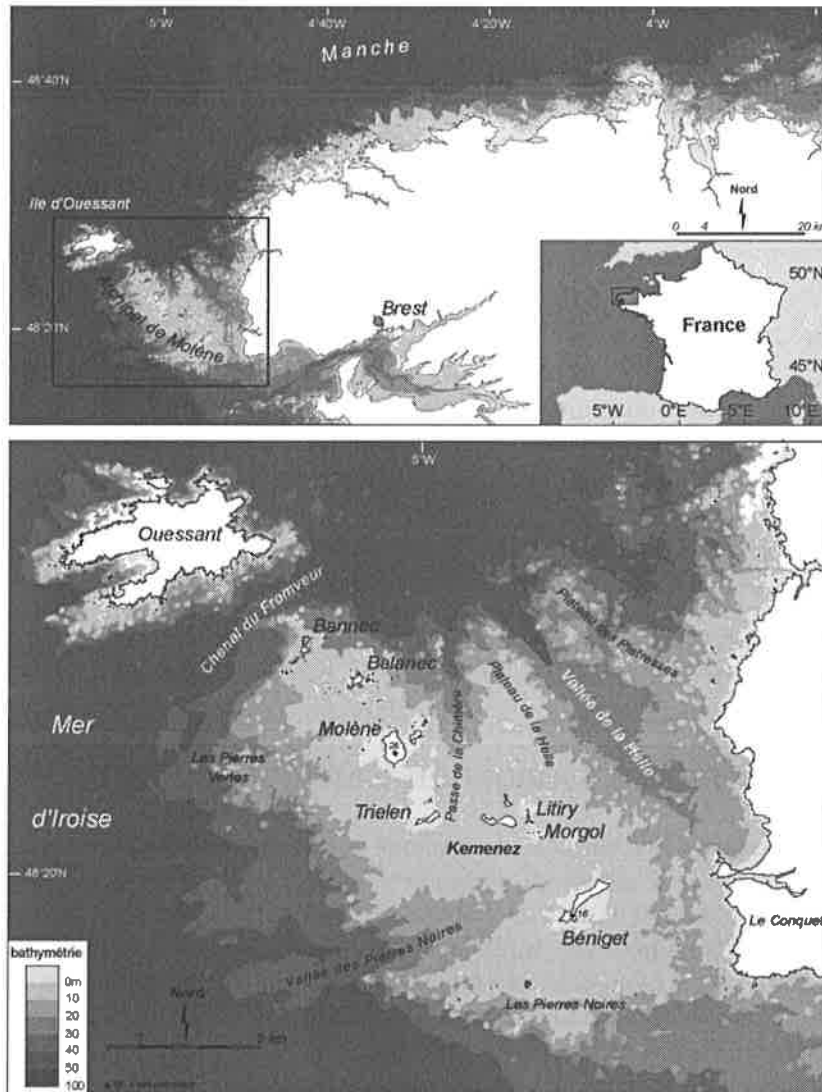 5°W
4°40'W
4°20'W
4°W
Manche
48°40'N
Ile d'Ouessant
Nord
0 4 20 km
Archipel de Molène
48°20'N
Brest
50°N
France
45°N
5°W 0°E 5°E 10°E
5°W
Ouessant
Chenal du Fromveur
Bannec
Balanec
Plateau des Platresses
Plateau de la Helle
Vallée de la Helle
Mer
Molène
Passe de la Chimère
Les Pierres
Vertes
d'Iroise
Trielen
Litiry
Morgol
Kemenez
48°20'N
16
Béniget
Le Conquet
Vallée des Pierres Noires
Les Pierres Noires
bathymétrie
0m
10
20
30
40
50
100
Nord
km